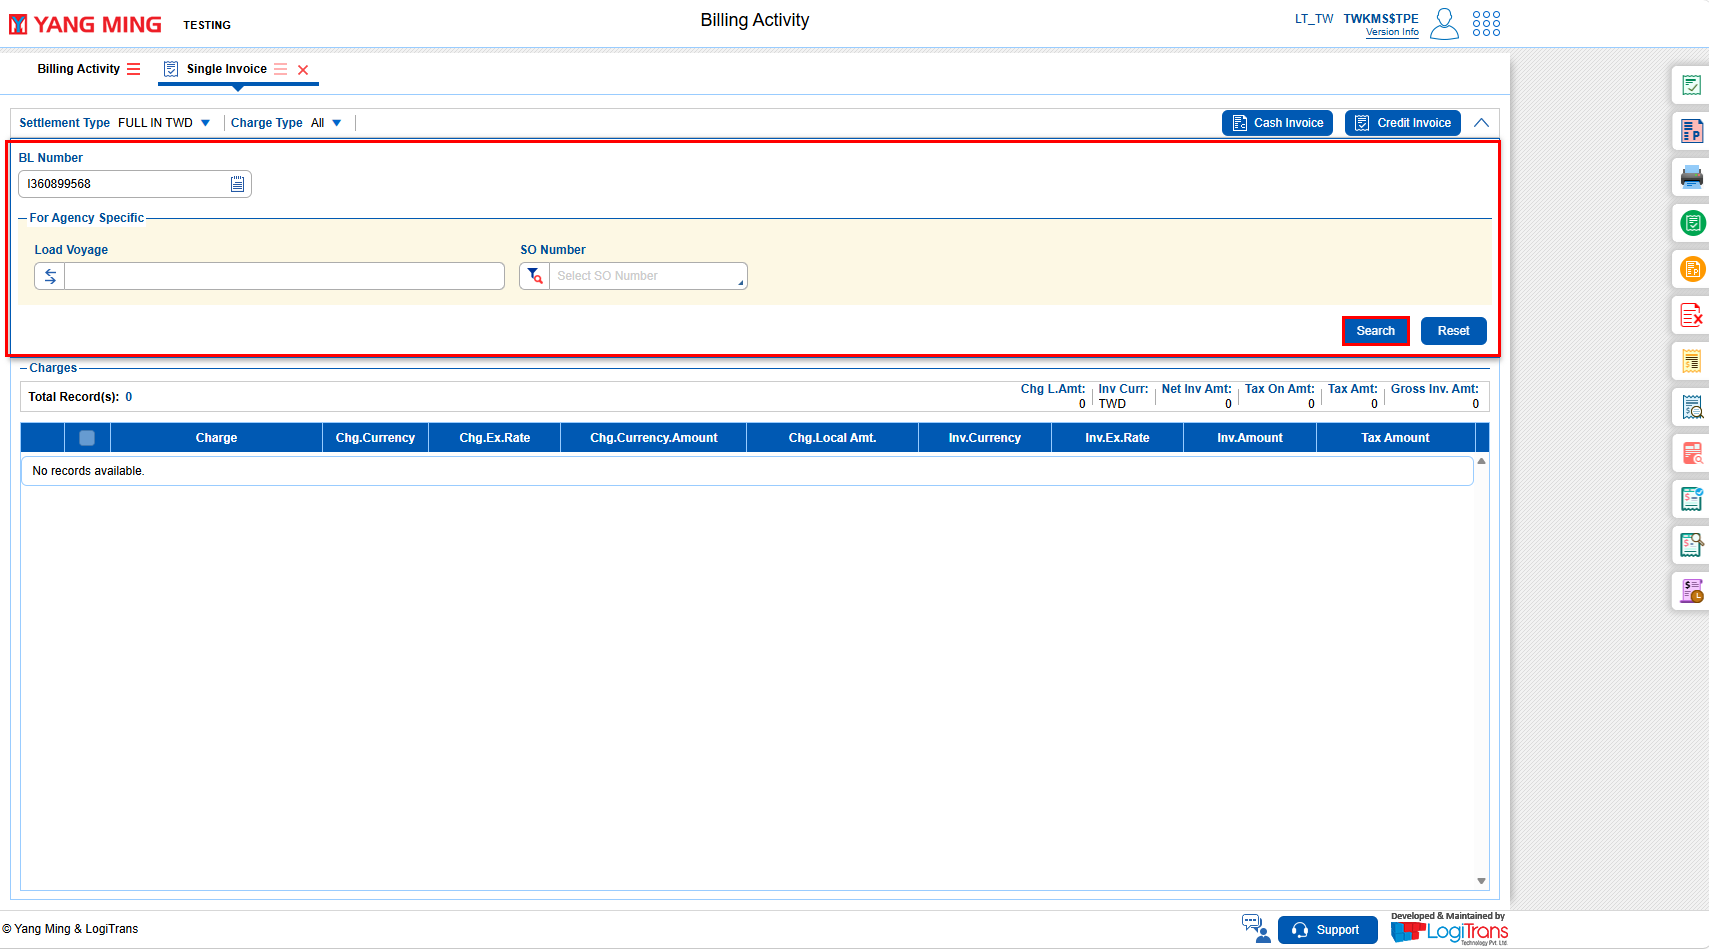 YANG MING TESTING Billing Activity LT_TW TWKMS$TPE
Version Info
Billing Activity Single Invoice
Settlement Type FULL IN TWD Charge Type All Cash Invoice Credit Invoice
BL Number
I360899568
For Agency Specific
Load Voyage SO Number
Select SO Number
Search Reset
Charges
Total Record(s): 0
Chg L.Amt: Inv Curr: Net Inv Amt: Tax On Amt: Tax Amt: Gross Inv. Amt:
0 TWD 0 0 0 0
Charge Chg.Currency Chg.Ex.Rate Chg.Currency.Amount Chg.Local Amt. Inv.Currency Inv.Ex.Rate Inv.Amount Tax Amount
No records available.
© Yang Ming & LogiTrans
Support
Developed & Maintained by
LogiTrans
Technology Pvt. Ltd.